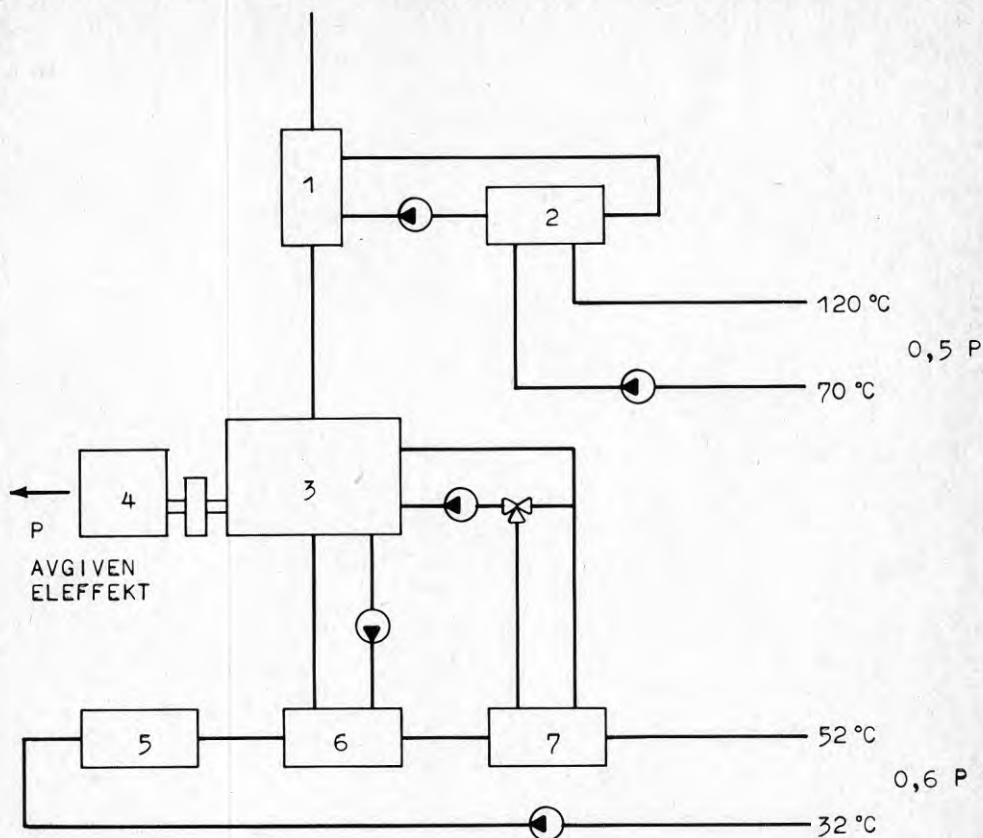 1
2
120 °C
0,5 P
70 °C
3
4
P
AVGIVEN
ELEFFEKT
5
6
7
52 °C
0,6 P
32 °C